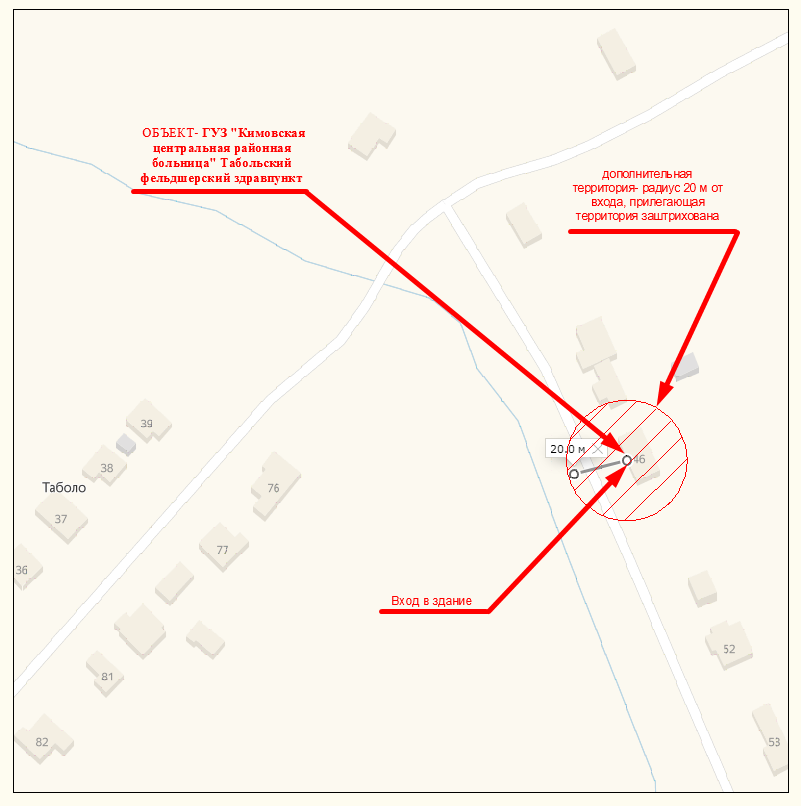 ОБЪЕКТ- ГУЗ "Кимовская
центральная районная
больница" Табольский
фельдшерский здравпункт
дополнительная
территория- радиус 20 м от
входа, прилегающая
территория заштрихована
39
20.0 м
46
38
Таболо
76
37
77
36
Вход в здание
52
81
82
53